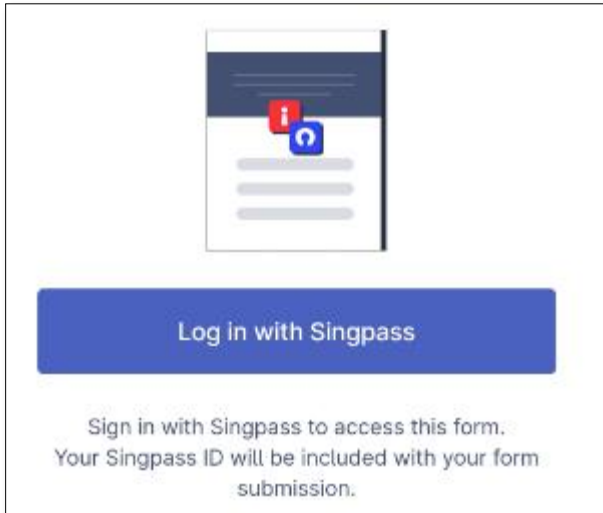 Log in with Singpass
Sign in with Singpass to access this form.
Your Singpass ID will be included with your form
submission.